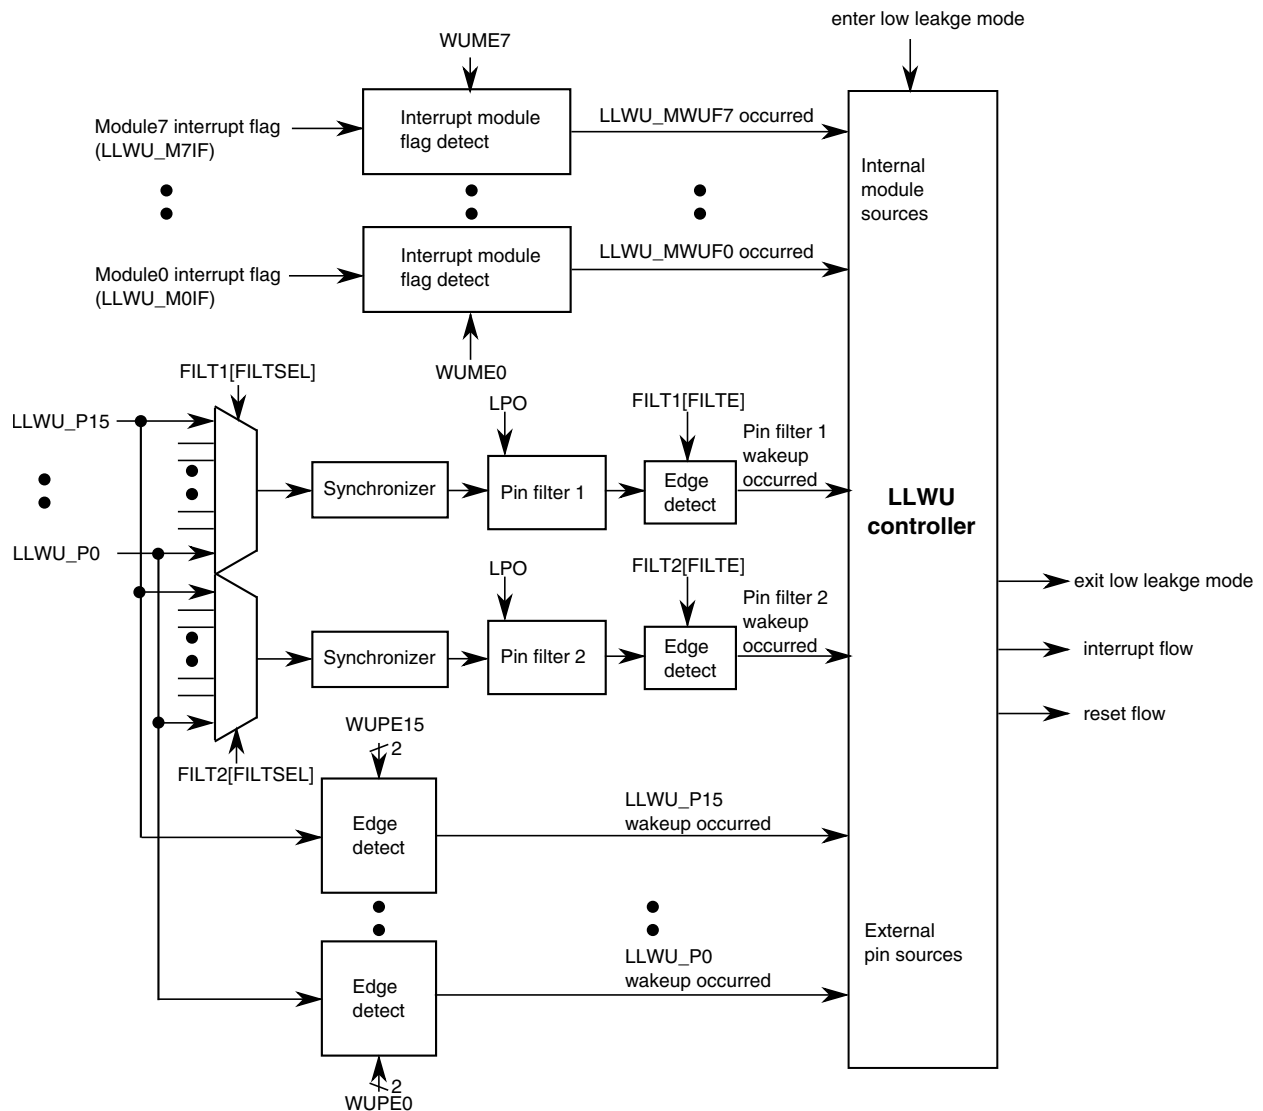 enter low leakge mode
WUME7
Interrupt module
flag detect
LLWU_MWUF7 occurred
Module7 interrupt flag
(LLWU_M7IF)
Internal
module
sources
Interrupt module
flag detect
LLWU_MWUF0 occurred
Module0 interrupt flag
(LLWU_M0IF)
WUME0
FILT1[FILTSEL]
LLWU_P15
LPO
FILT1[FILTE]
Pin filter 1
wakeup
occurred
Synchronizer
Pin filter 1
Edge
detect
LLWU
controller
LLWU_P0
LPO
FILT2[FILTE]
Pin filter 2
wakeup
occurred
exit low leakge mode
Synchronizer
Pin filter 2
Edge
detect
interrupt flow
reset flow
WUPE15
2
FILT2[FILTSEL]
Edge
detect
LLWU_P15
wakeup occurred
External
pin sources
LLWU_P0
wakeup occurred
Edge
detect
2
WUPE0